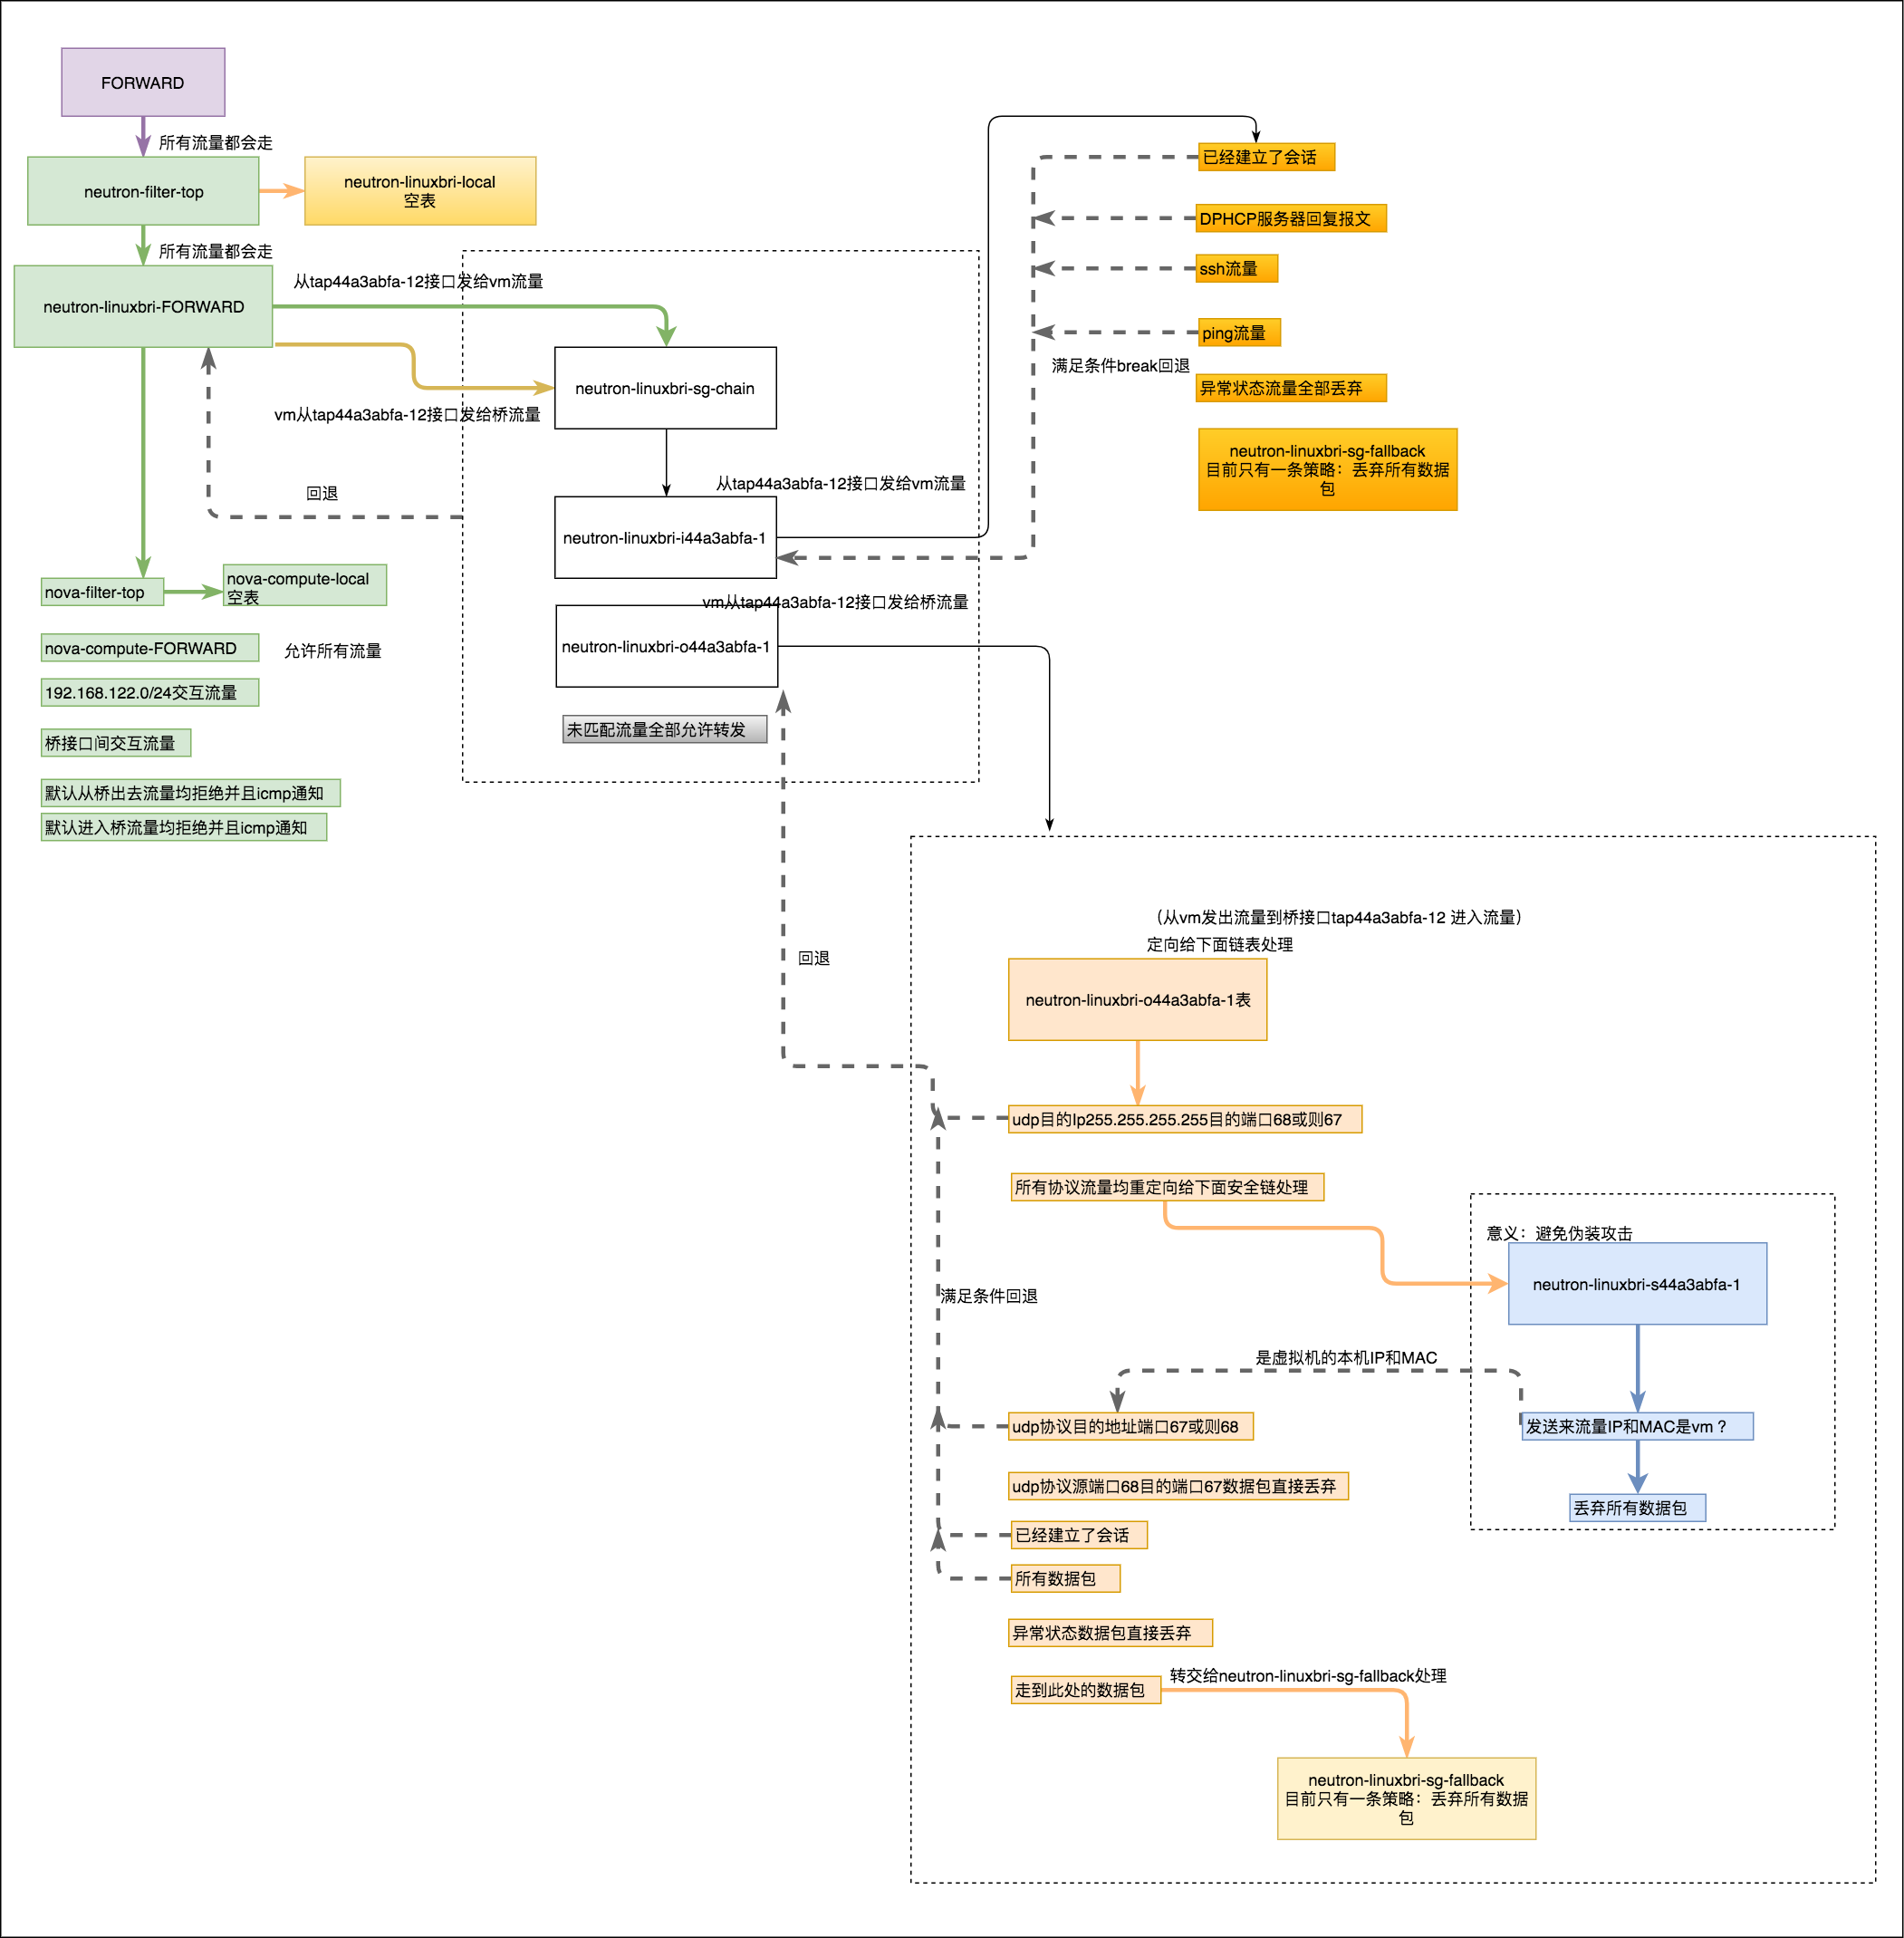 FORWARD
所有流量都会走
neutron-filter-top
neutron-linuxbri-local
空表
所有流量都会走
neutron-linuxbri-FORWARD
从tap44a3abfa-12接口发给vm流量
vm从tap44a3abfa-12接口发给桥流量
回退
nova-filter-top
nova-compute-local
空表
nova-compute-FORWARD
允许所有流量
192.168.122.0/24交互流量
桥接口间交互流量
默认从桥出去流量均拒绝并且icmp通知
默认进入桥流量均拒绝并且icmp通知
neutron-linuxbri-sg-chain
从tap44a3abfa-12接口发给vm流量
neutron-linuxbri-i44a3abfa-1
vm从tap44a3abfa-12接口发给桥流量
neutron-linuxbri-o44a3abfa-1
未匹配流量全部允许转发
已经建立了会话
DPHCP服务器回复报文
ssh流量
ping流量
满足条件break回退
异常状态流量全部丢弃
neutron-linuxbri-sg-fallback
目前只有一条策略：丢弃所有数据
包
回退
（从vm发出流量到桥接口tap44a3abfa-12 进入流量）
定向给下面链表处理
neutron-linuxbri-o44a3abfa-1表
udp目的Ip255.255.255.255目的端口68或则67
所有协议流量均重定向给下面安全链处理
意义：避免伪装攻击
neutron-linuxbri-s44a3abfa-1
满足条件回退
是虚拟机的本机IP和MAC
udp协议目的地址端口67或则68
发送来流量IP和MAC是vm？
udp协议源端口68目的端口67数据包直接丢弃
丢弃所有数据包
已经建立了会话
所有数据包
异常状态数据包直接丢弃
走到此处的数据包
转交给neutron-linuxbri-sg-fallback处理
neutron-linuxbri-sg-fallback
目前只有一条策略：丢弃所有数据
包